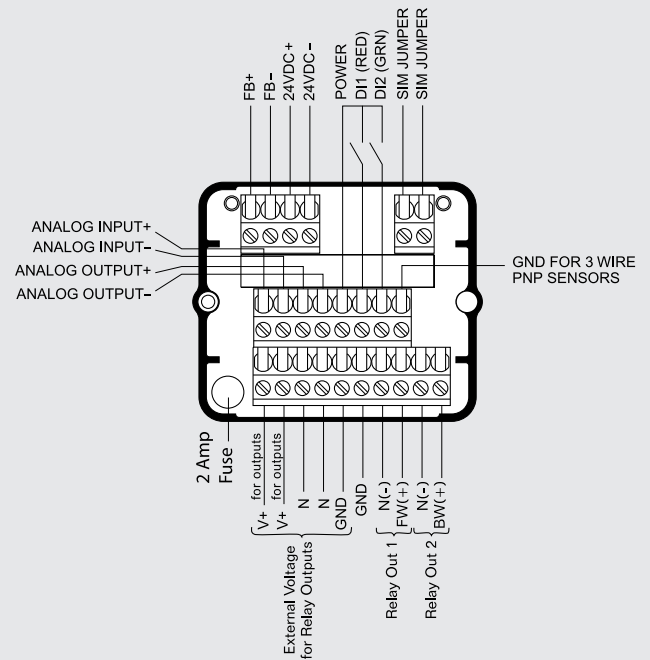 FB+
FB–
24VDC+
24VDC–
POWER
DI1 (RED)
DI2 (GRN)
SIM JUMPER
SIM JUMPER
ANALOG INPUT+
ANALOG INPUT–
ANALOG OUTPUT+
ANALOG OUTPUT–
GND FOR 3 WIRE
PNP SENSORS
2 Amp
Fuse
V+ for outputs
V+ for outputs
N
N
GND
GND
N(-)
FW(+)
N(-)
BW(+)
External Voltage
for Relay Outputs
Relay Out 1
Relay Out 2